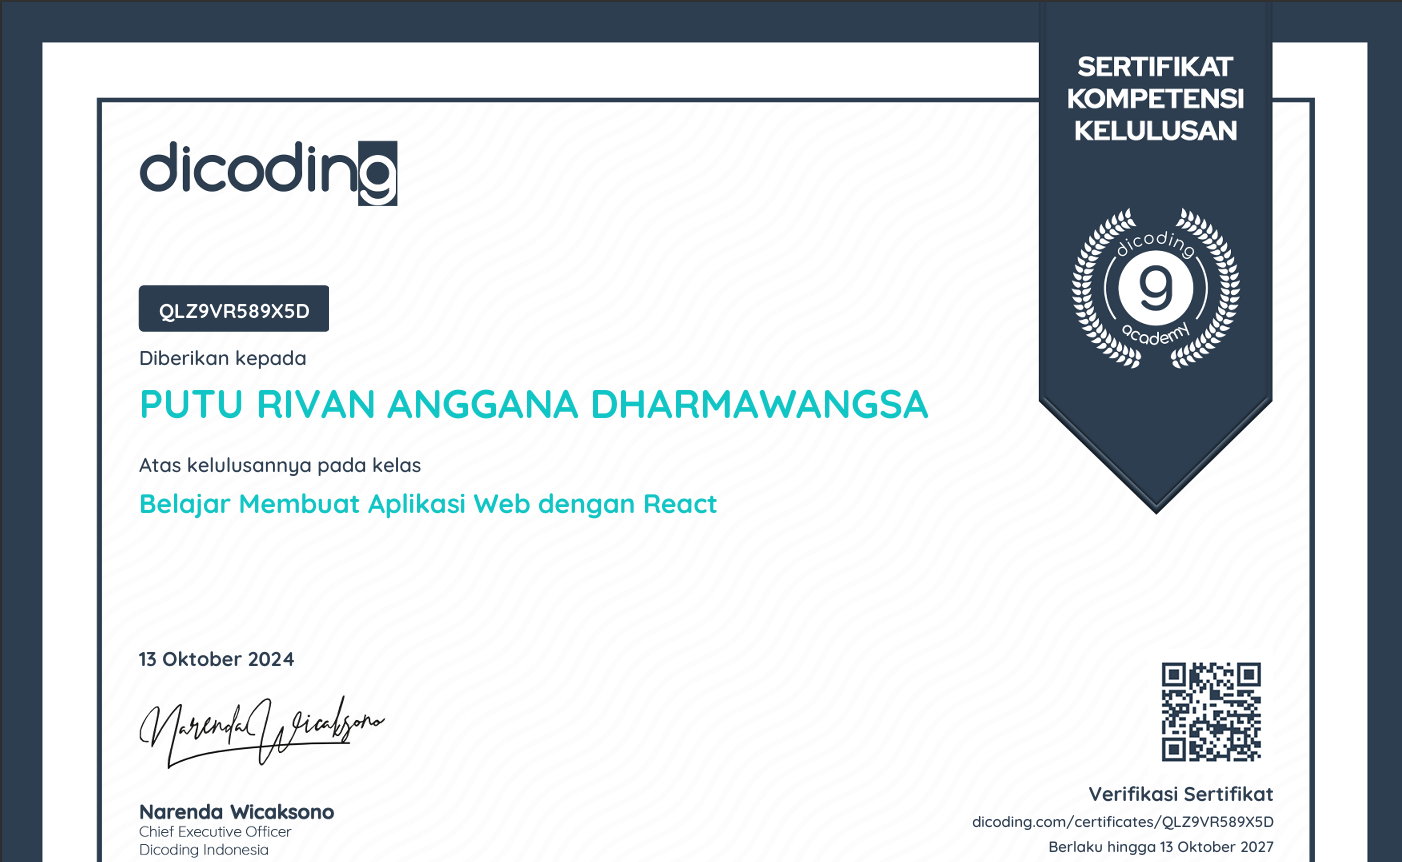 SERTIFIKAT
KOMPETENSI
KELULUSAN
dicoding
dicoding
g
academy
QLZ9VR589X5D
Diberikan kepada
PUTU RIVAN ANGGANA DHARMAWANGSA
Atas kelulusannya pada kelas
Belajar Membuat Aplikasi Web dengan React
13 Oktober 2024
Narenda Wicaksono
Narenda Wicaksono
Chief Executive Officer
Dicoding Indonesia
Verifikasi Sertifikat
dicoding.com/certificates/QLZ9VR589X5D
Berlaku hingga 13 Oktober 2027